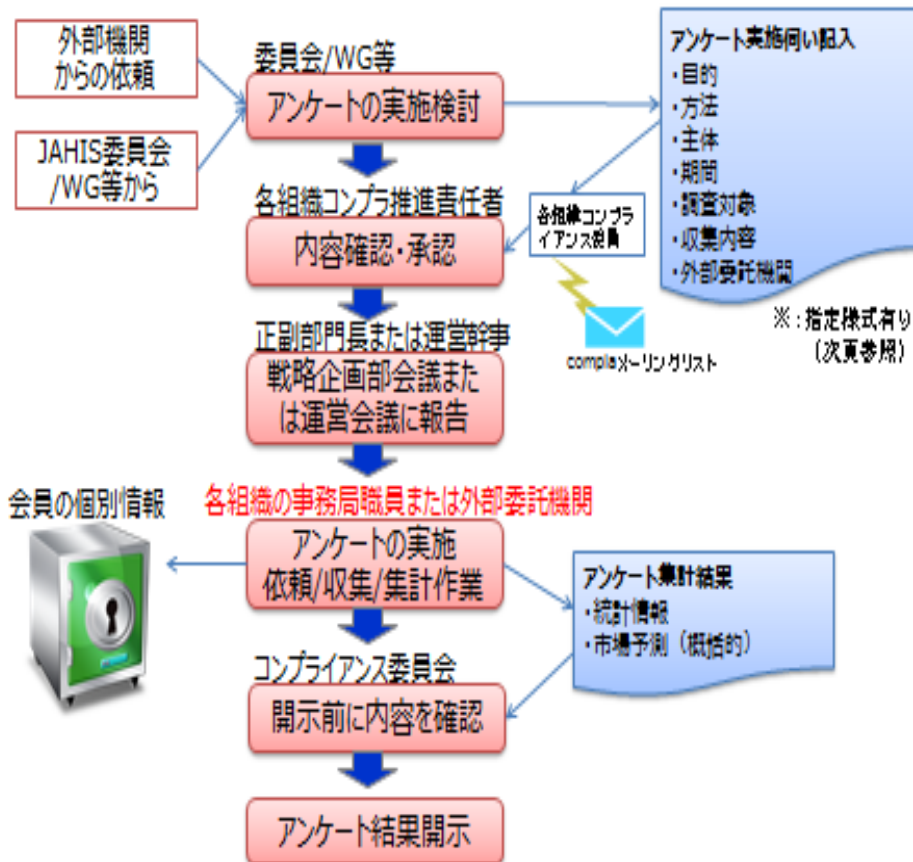 外部機関
からの依頼
JAHIS委員会
/WG等から
委員会/WG等
アンケートの実施検討
アンケート実施伺い記入
・目的
・方法
・主体
・期間
・調査対象
・収集内容
・外部委託機関
※：指定様式有り
（次頁参照）
各組織コンプラ
イアンス役員
complaメーリングリスト
各組織コンプラ推進責任者
内容確認・承認
正副部門長または運営幹事
戦略企画部会議また
は運営会議に報告
会員の個別情報
各組織の事務局職員または外部委託機関
アンケートの実施
依頼/収集/集計作業
アンケート集計結果
・統計情報
・市場予測（概括的）
コンプライアンス委員会
開示前に内容を確認
アンケート結果開示